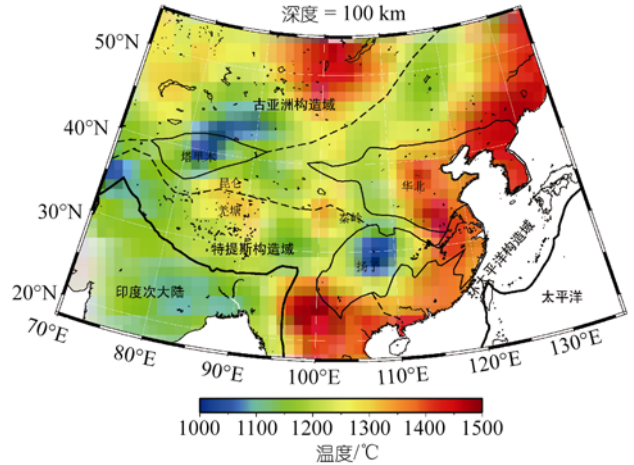 深度 = 100 km
50°N
古亚洲构造域
40°N
塔里木
昆仑
华北
羌塘
30°N
秦岭
特提斯构造域
扬子
环太平洋构造域
印度次大陆
太平洋
20°N
70°E
80°E
90°E
100°E
110°E
120°E
130°E
1000
1100
1200
1300
1400
1500
温度/℃